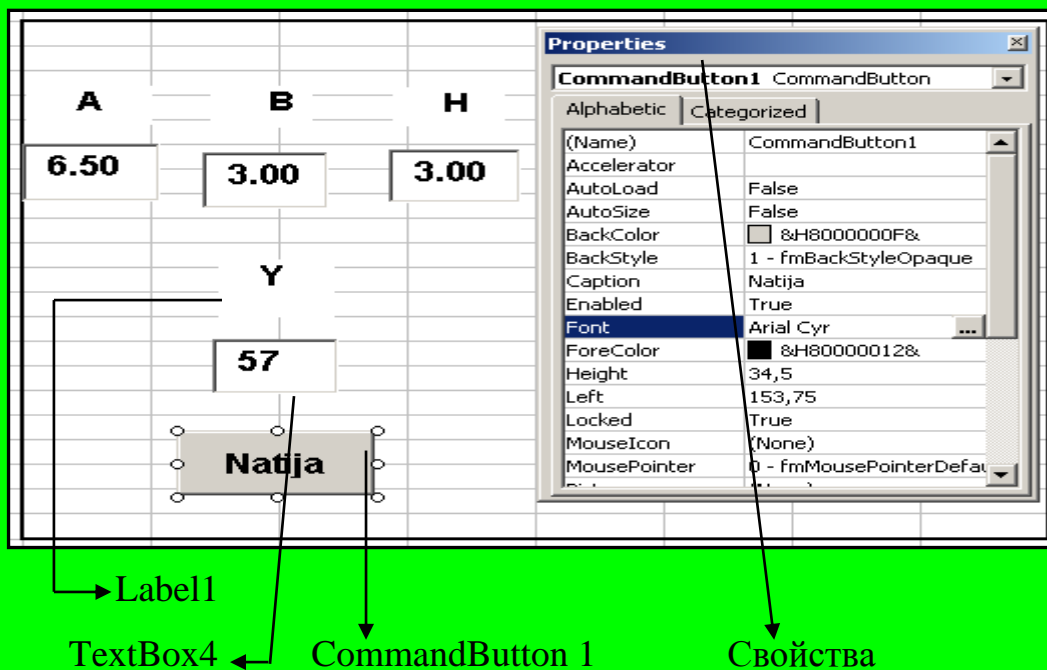 A B H
6.50 3.00 3.00
Y
57
Natija
Properties
CommandButton1 CommandButton
Alphabetic Categorized
(Name) CommandButton1
Accelerator
AutoLoad False
AutoSize False
BackColor &H8000000F&
BackStyle 1 - fmBackStyleOpaque
Caption Natija
Enabled True
Font Arial Cyr ...
ForeColor &H80000012&
Height 34,5
Left 153,75
Locked True
MouseIcon (None)
MousePointer 0 - fmMousePointerDefau
Label1
TextBox4 CommandButton 1 Свойства